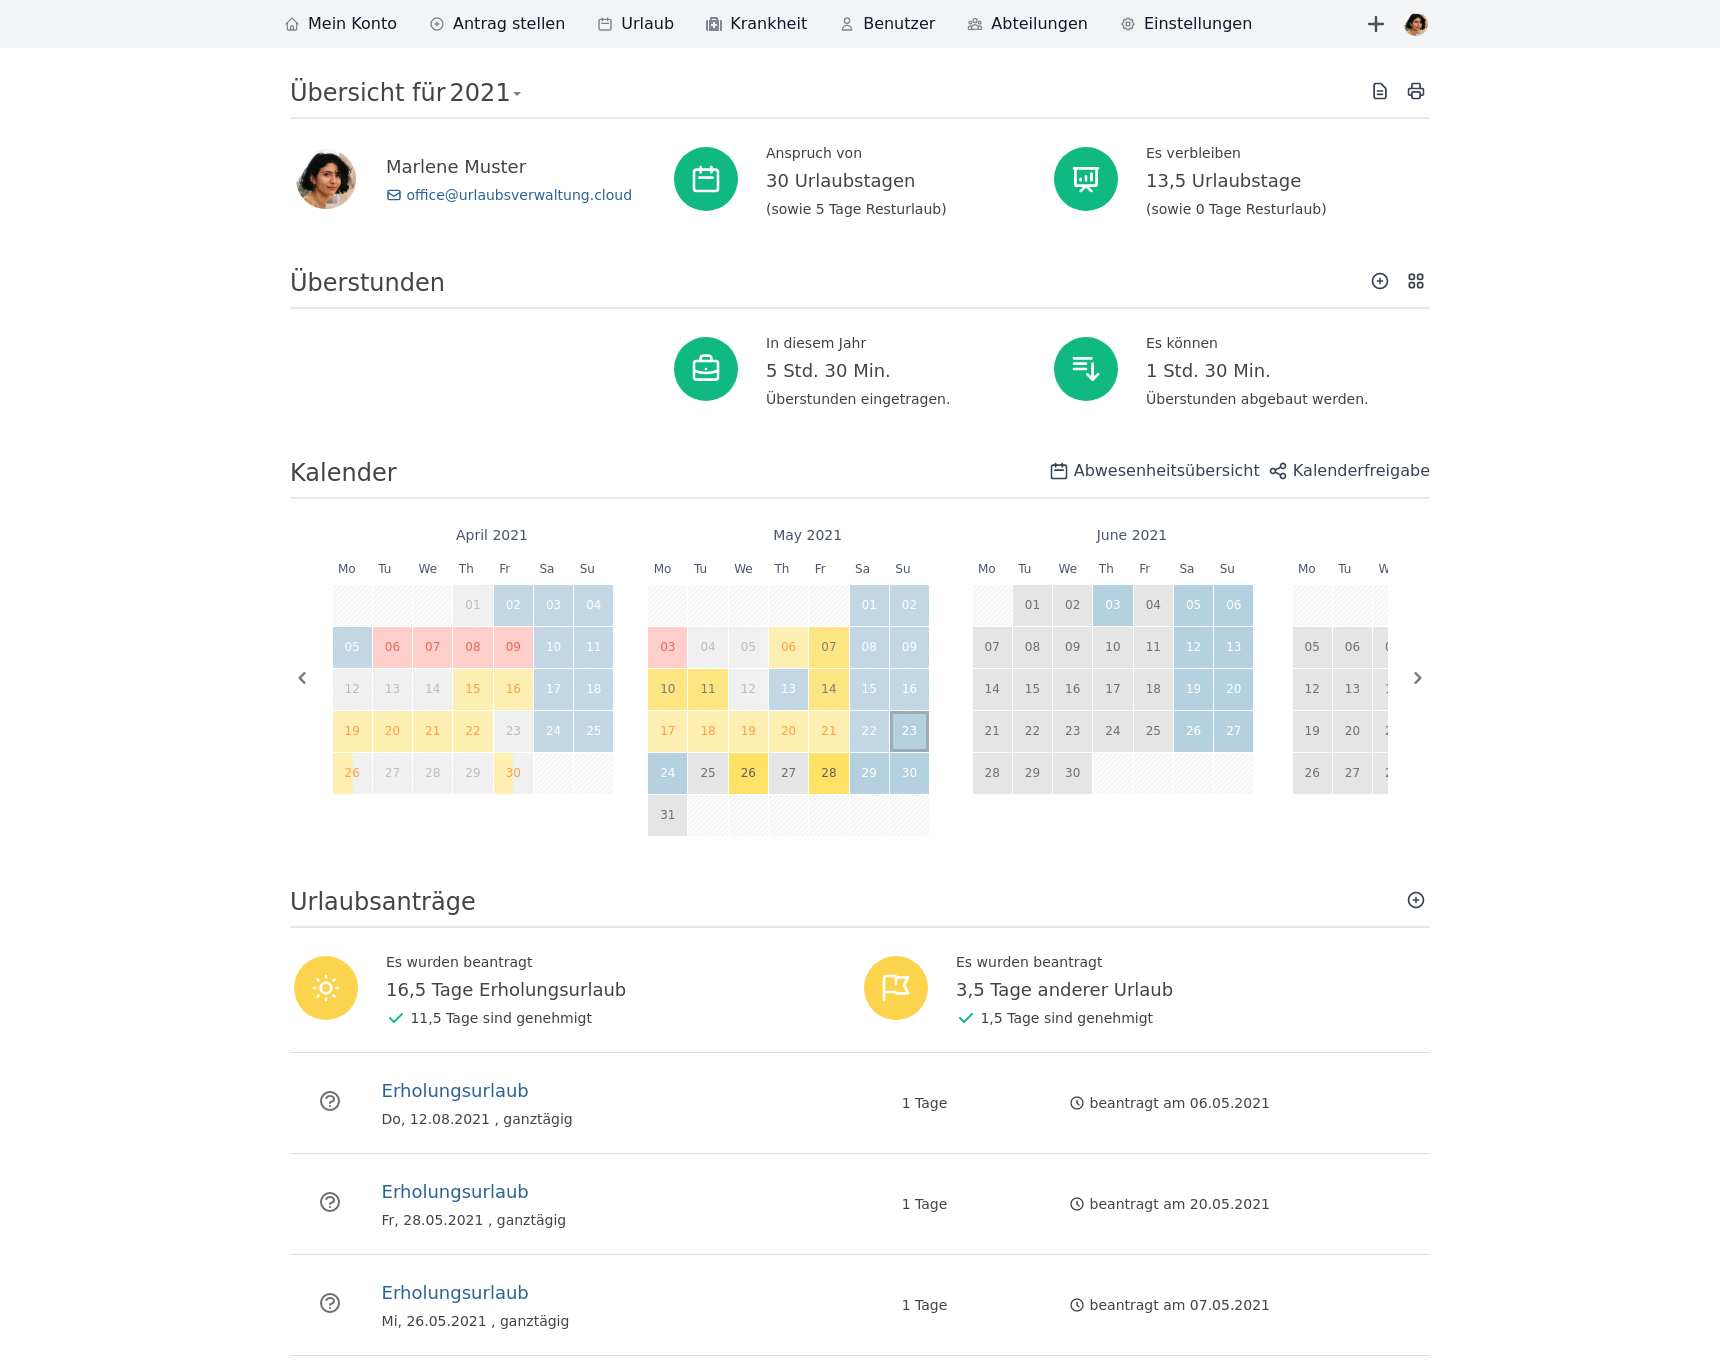 Mein Konto Antrag stellen Urlaub Krankheit Benutzer Abteilungen Einstellungen
Übersicht für 2021
Marlene Muster
office@urlaubsverwaltung.cloud
Anspruch von
30 Urlaubstagen
(sowie 5 Tage Resturlaub)
Es verbleiben
13,5 Urlaubstage
(sowie 0 Tage Resturlaub)
Überstunden
In diesem Jahr
5 Std. 30 Min.
Überstunden eingetragen.
Es können
1 Std. 30 Min.
Überstunden abgebaut werden.
Kalender
Abwesenheitsübersicht Kalenderfreigabe
April 2021
Mo Tu We Th Fr Sa Su
01 02 03 04
05 06 07 08 09 10 11
12 13 14 15 16 17 18
19 20 21 22 23 24 25
26 27 28 29 30
May 2021
Mo Tu We Th Fr Sa Su
01 02
03 04 05 06 07 08 09
10 11 12 13 14 15 16
17 18 19 20 21 22 23
24 25 26 27 28 29 30
31
June 2021
Mo Tu We Th Fr Sa Su
01 02 03 04 05 06
07 08 09 10 11 12 13
14 15 16 17 18 19 20
21 22 23 24 25 26 27
28 29 30
Mo Tu
05 06
12 13
19 20
26 27
Urlaubsanträge
Es wurden beantragt
16,5 Tage Erholungsurlaub
11,5 Tage sind genehmigt
Es wurden beantragt
3,5 Tage anderer Urlaub
1,5 Tage sind genehmigt
Erholungsurlaub
Do, 12.08.2021 , ganztägig
1 Tage
beantragt am 06.05.2021
Erholungsurlaub
Fr, 28.05.2021 , ganztägig
1 Tage
beantragt am 20.05.2021
Erholungsurlaub
Mi, 26.05.2021 , ganztägig
1 Tage
beantragt am 07.05.2021